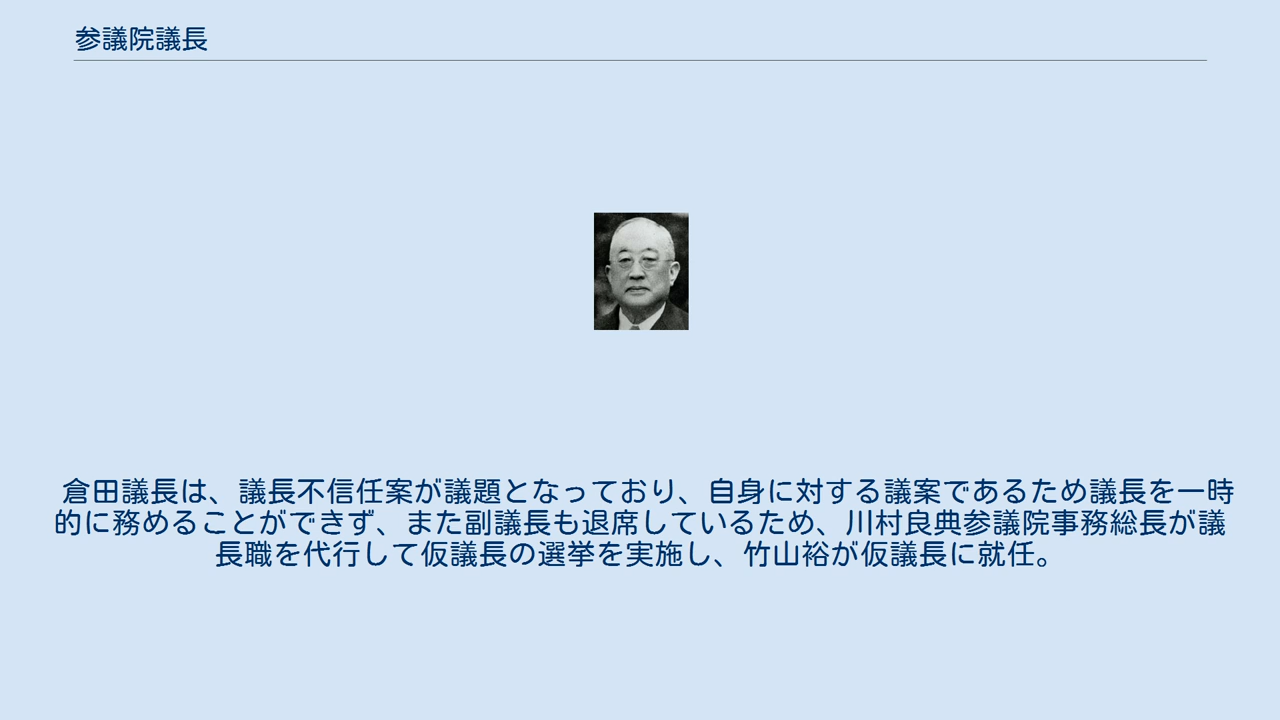 参議院議長
倉田議長は、議長不信任案が議題となっており、自身に対する議案であるため議長を一時
的に務めることができず、また副議長も退席しているため、川村良典参議院事務総長が議
長職を代行して仮議長の選挙を実施し、竹山裕が仮議長に就任。